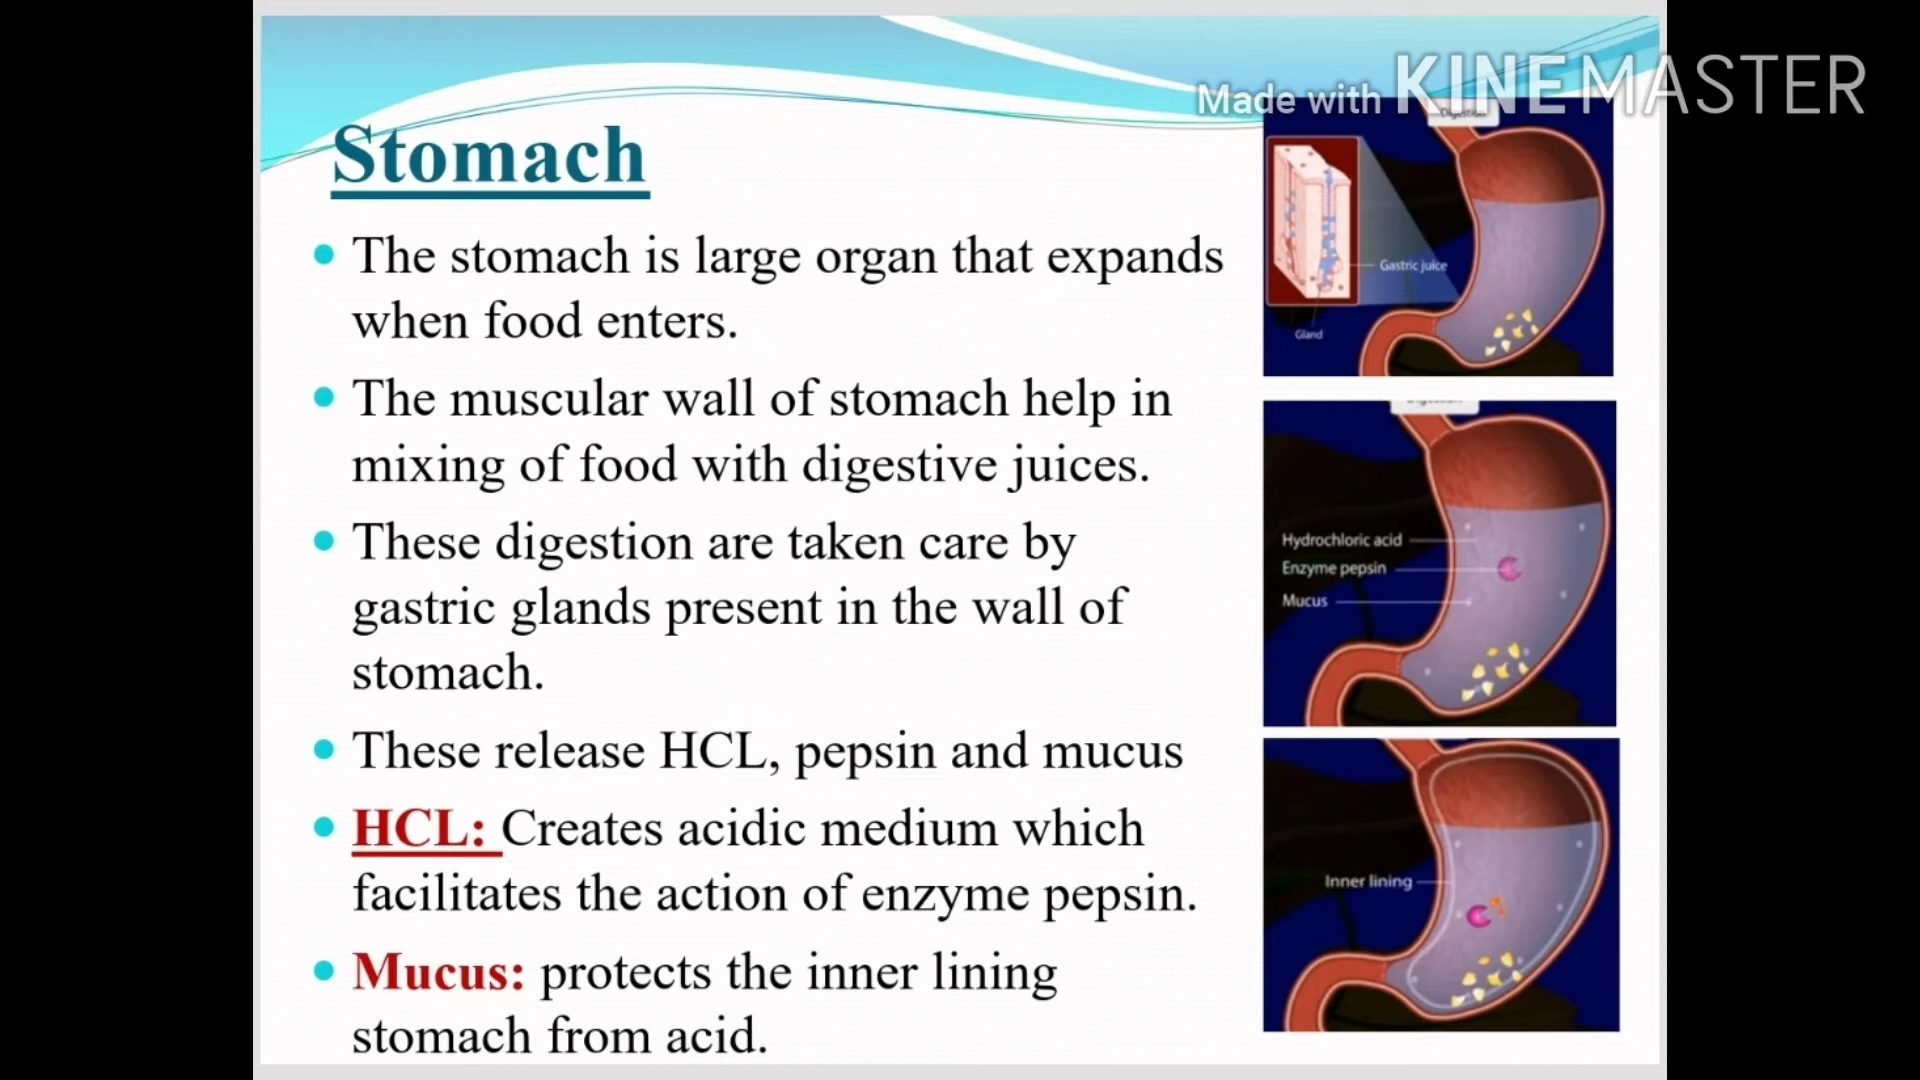 Made with KINEMASTER
Stomach
The stomach is large organ that expands
when food enters.
The muscular wall of stomach help in
mixing of food with digestive juices.
These digestion are taken care by
gastric glands present in the wall of
stomach.
These release HCL, pepsin and mucus
HCL: Creates acidic medium which
facilitates the action of enzyme pepsin.
Mucus: protects the inner lining
stomach from acid.
Digestion
Gastric juice
Gland
Digestion
Hydrochloric acid
Enzyme pepsin
Mucus
Inner lining